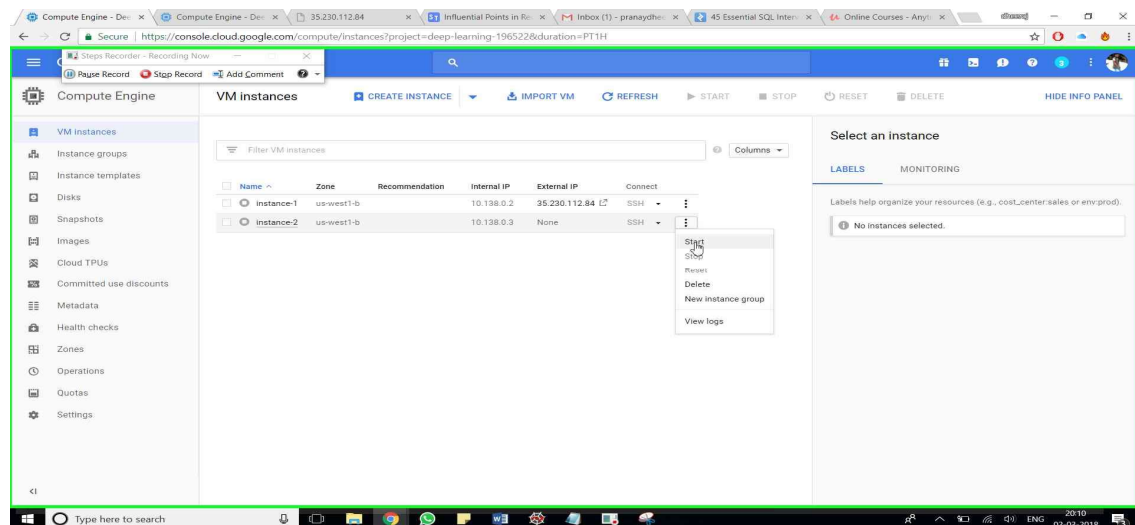 Compute Engine - Dee
Compute Engine - Dee
35.230.112.84
Influential Points in Re
Inbox (1) - pranaydhee
45 Essential SQL Interv
Online Courses - Anyti
Secure | https://console.cloud.google.com/compute/instances?project=deep-learning-196522&duration=PT1H
Steps Recorder - Recording Now
Pause Record Stop Record Add Comment
Compute Engine
VM instances
CREATE INSTANCE IMPORT VM REFRESH START STOP RESET DELETE HIDE INFO PANEL
VM instances
Instance groups
Instance templates
Disks
Snapshots
Images
Cloud TPUs
Committed use discounts
Metadata
Health checks
Zones
Operations
Quotas
Settings
Filter VM instances
Columns
Name Zone Recommendation Internal IP External IP Connect
instance-1 us-west1-b 10.138.0.2 35.230.112.84 SSH
instance-2 us-west1-b 10.138.0.3 None SSH
Start
Stop
Reset
Delete
New instance group
View logs
Select an instance
LABELS MONITORING
Labels help organize your resources (e.g., cost_center:sales or env:prod).
No instances selected.
Type here to search
ENG
20:10
02-03-2018